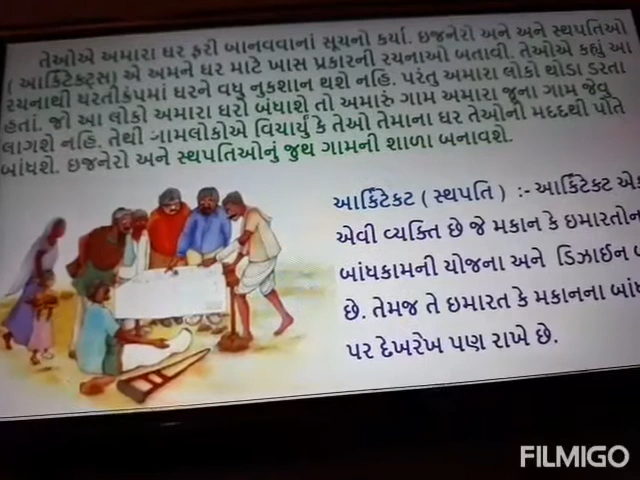 તેઓએ અમારા ઘર ફરી બાનવવાનાં સૂચનો કર્યા. ઇજનેરો અને અને સ્થપતિઓ
( આર્કિટેક્ટ્સ) એ અમને ઘર માટે ખાસ પ્રકારની રચનાઓ બતાવી. તેઓએ કહ્યું આ
રચનાથી ધરતીકંપમાં ઘરને વધુ નુકશાન થશે નહિ. પરંતુ અમારા લોકો થોડા ડરતા
હતાં. જો આ લોકો અમારા ઘરો બંધાશે તો અમારું ગામ અમારા જૂના ગામ જેવુ
લાગશે નહિ. તેથી ગામલોકોએ વિચાર્યું કે તેઓ તેમાના ઘર તેઓની મદદથી પોતે
બાંધશે. ઇજનેરો અને સ્થપતિઓનું જુથ ગામની શાળા બનાવશે.
આર્કિટેકટ ( સ્થપતિ ) :- આર્કિટેકટ
એવી વ્યક્તિ છે જે મકાન કે ઇમારતોન
બાંધકામની યોજના અને ડિઝાઈન
છે. તેમજ તે ઇમારત કે મકાનના
પર દેખરેખ પણ રાખે છે.
FILMIGO